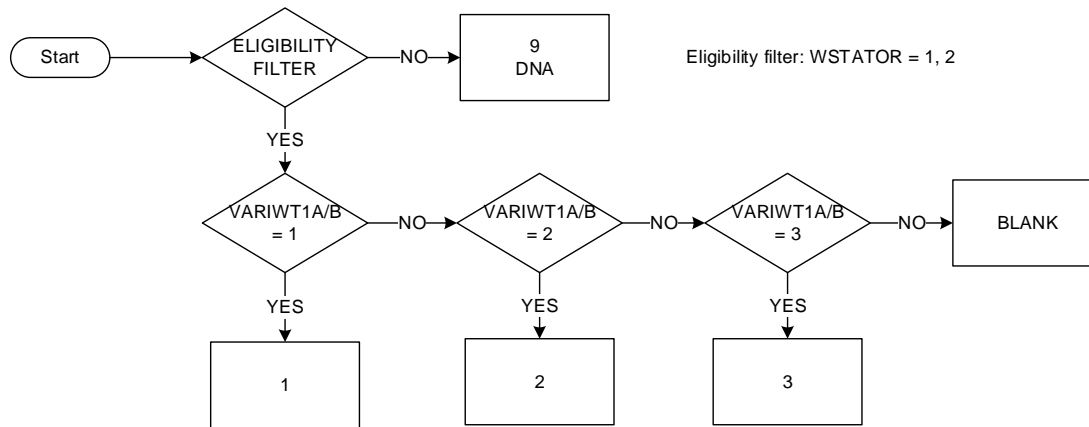 Start
ELIGIBILITY
FILTER
NO
9
DNA
Eligibility filter: WSTATOR = 1, 2
YES
VARIWT1A/B
= 1
NO
VARIWT1A/B
= 2
NO
VARIWT1A/B
= 3
NO
BLANK
YES
YES
YES
1
2
3